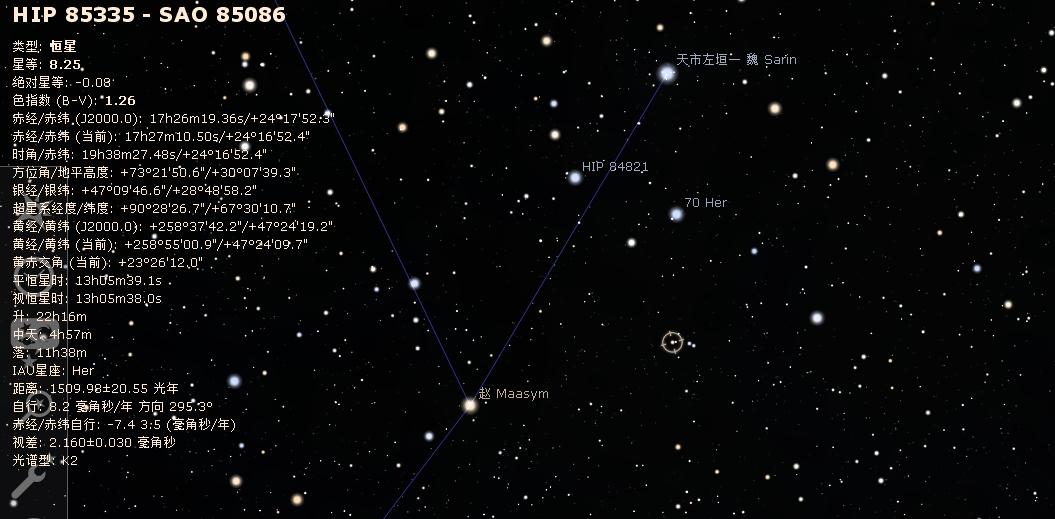 HIP 85335 - SAO 85086
类型: 恒星
星等: 8.25
绝对星等: -0.08
色指数 (B-V): 1.26
赤经/赤纬 (J2000.0): 17h26m19.36s/+24°17'52.3"
赤经/赤纬 (当前): 17h27m10.50s/+24°16'52.4"
时角/赤纬: 19h38m27.48s/+24°16'52.4"
方位角/地平高度: +73°21'50.6"/+30°07'39.3"
银经/银纬: +47°09'46.6"/+28°48'58.2"
超星系经度/纬度: +90°28'26.7"/+67°30'10.7"
黄经/黄纬 (J2000.0): +258°37'42.2"/+47°24'19.2"
黄经/黄纬 (当前): +258°55'00.9"/+47°24'09.7"
黄赤交角 (当前): +23°26'12.0"
平恒星时: 13h05m39.1s
视恒星时: 13h05m38.0s
升: 22h16m
中天: 4h57m
落: 11h38m
IAU星座: Her
距离: 1509.98±20.55 光年
自行: 8.2 毫角秒/年 方向 295.3°
赤经/赤纬自行: -7.4 3.5 (毫角秒/年)
视差: 2.160±0.030 毫角秒
光谱型: K2
天市左垣一 魏 Sarin
HIP 84821
70 Her
赵 Maasym